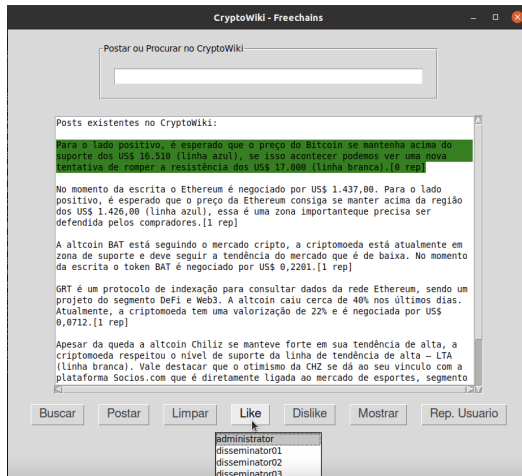 CryptoWiki - Freechains
Postar ou Procurar no CryptoWiki
Posts existentes no CryptoWiki:
Para o lado positivo, é esperado que o preço do Bitcoin se mantenha acima do
suporte dos US$ 16.510 (linha azul), se isso acontecer podemos ver uma nova
tentativa de romper a resistência dos US$ 17.000 (linha branca).[0 rep]
No momento da escrita o Ethereum é negociado por US$ 1.437,00. Para o lado
positivo, é esperado que o preço da Ethereum consiga se manter acima da região
dos US$ 1.426,00 (linha azul), essa é uma zona importanteque precisa ser
defendida pelos compradores.[1 rep]
A altcoin BAT está seguindo o mercado cripto, a criptomoeda está atualmente em
zona de suporte e deve seguir a tendência do mercado que é de baixa. No momento
da escrita o token BAT é negociado por US$ 0,2201.[1 rep]
GRT é um protocolo de indexação para consultar dados da rede Ethereum, sendo um
projeto do segmento DeFi e Web3. A altcoin caiu cerca de 40% nos últimos dias.
Atualmente, a criptomoeda tem uma valorização de 22% e é negociada por US$
0,0712.[1 rep]
Apesar da queda a altcoin Chiliz se manteve forte em sua tendência de alta, a
criptomoeda respeitou o nível de suporte da linha de tendência de alta – LTA
(linha branca). Vale destacar que o otimismo da CHZ se dá ao seu vinculo com a
plataforma Socios.com que é diretamente ligada ao mercado de esportes, segmento
Buscar Postar Limpar Like Dislike Mostrar Rep. Usuario
administrator
disseminator01
disseminator02
disseminator03